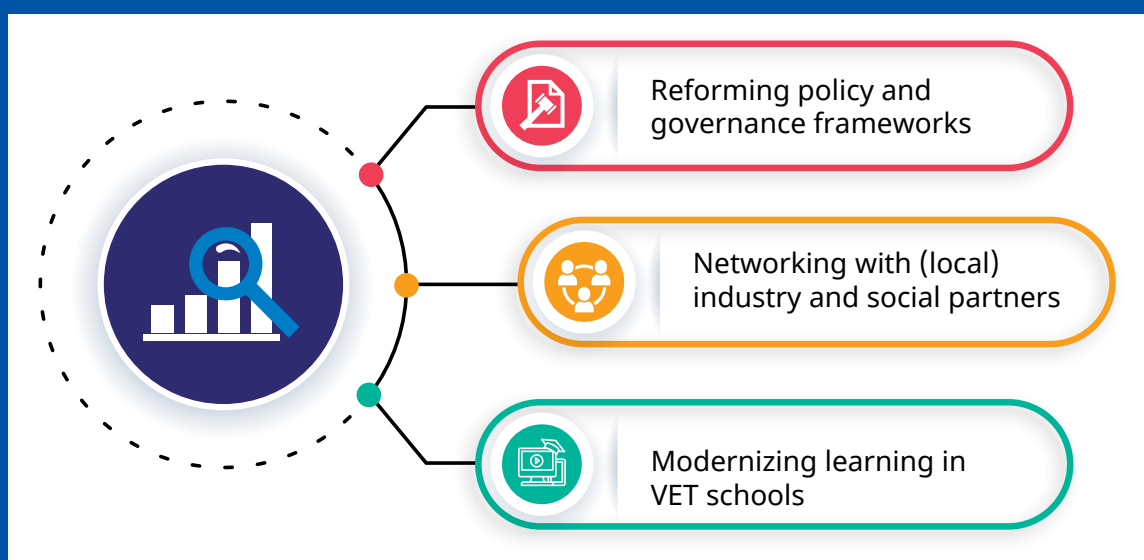 Reforming policy and
governance frameworks
Networking with (local)
industry and social partners
Modernizing learning in
VET schools